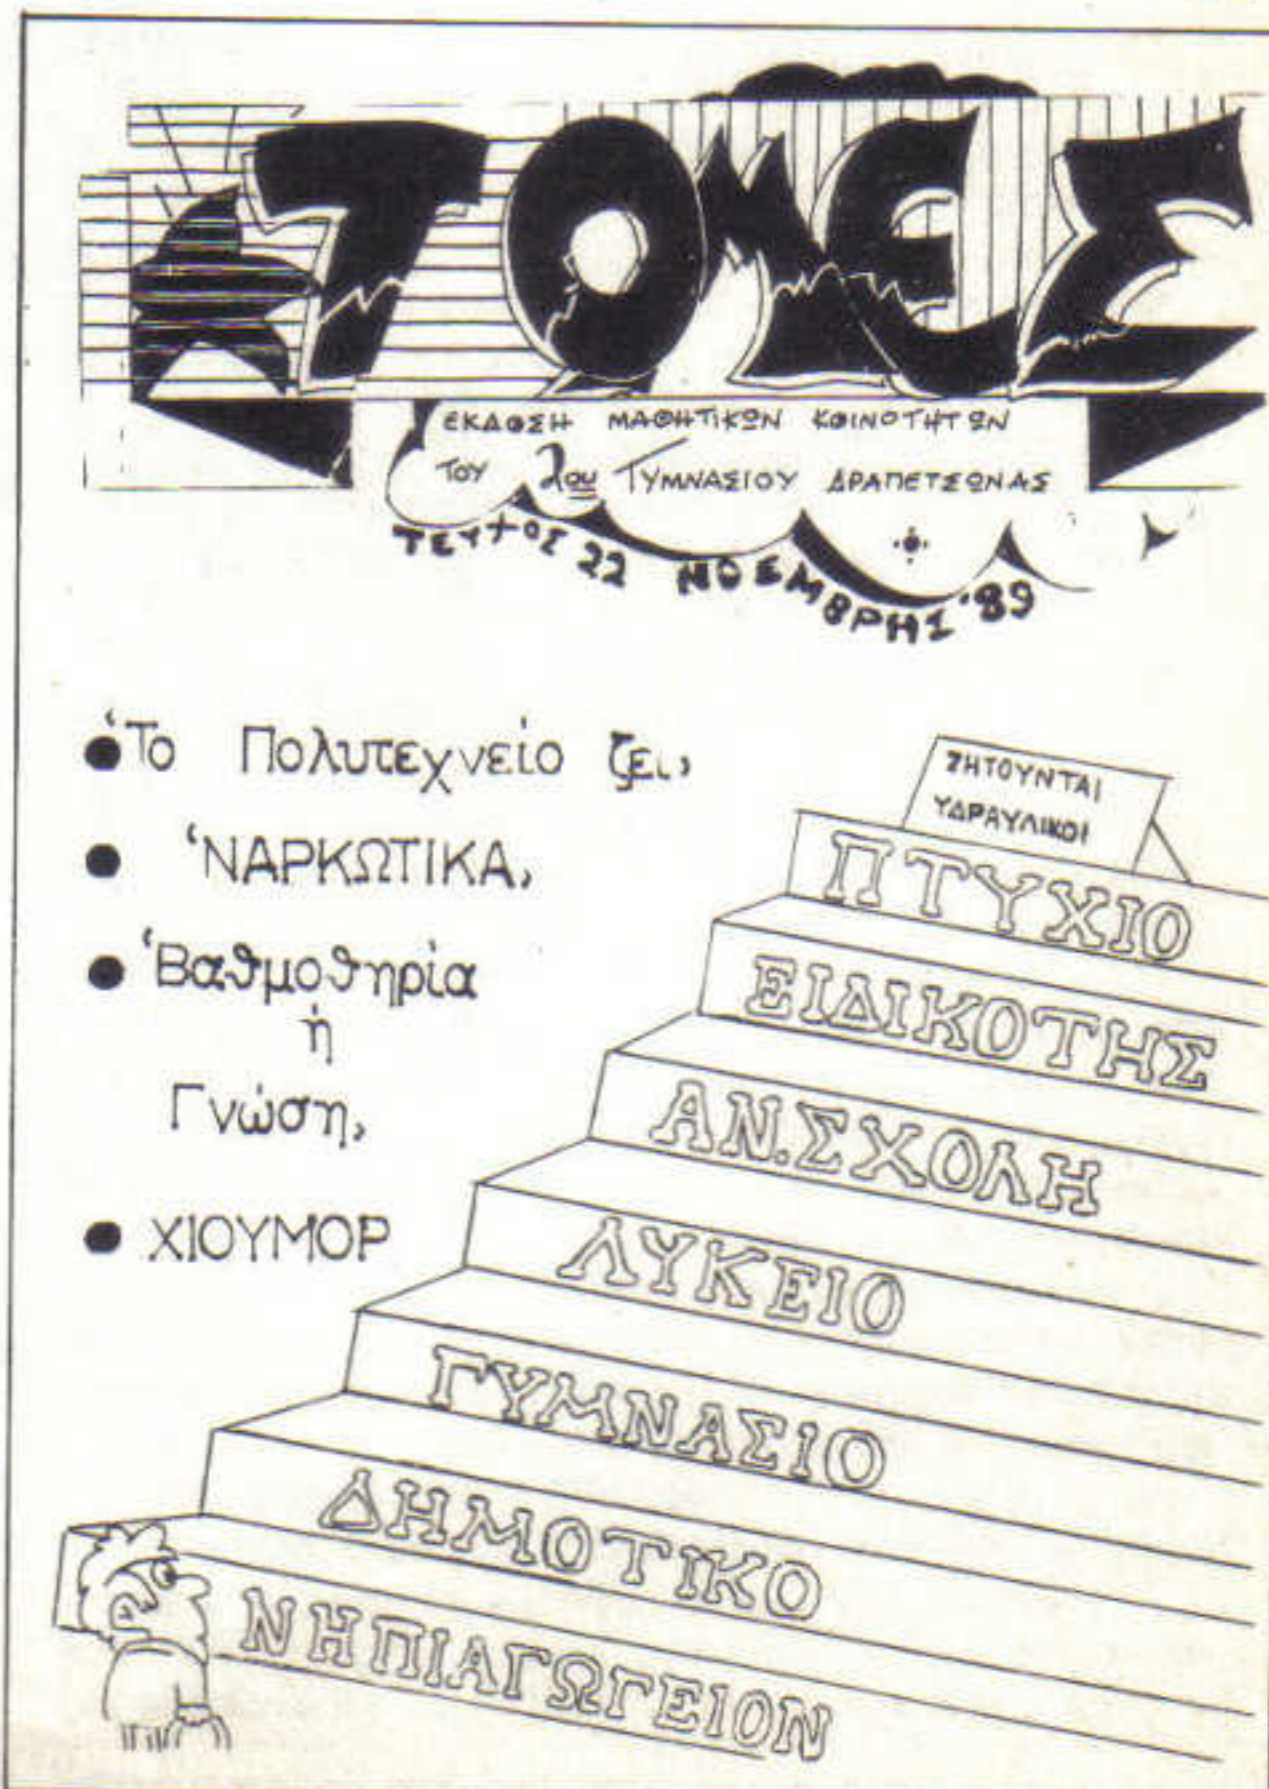 ΤΟΜΕΣ
ΕΚΔΟΣΗ ΜΑΘΗΤΙΚΩΝ ΚΟΙΝΟΤΗΤΩΝ
ΤΟΥ 2ου ΓΥΜΝΑΣΙΟΥ ΔΡΑΠΕΤΣΩΝΑΣ
ΤΕΥΧΟΣ 22 ΝΟΕΜΒΡΗΣ '89
● ‘Το Πολυτεχνείο ζει,
● ‘ΝΑΡΚΩΤΙΚΑ,
● ‘Βαθμοθηρία
ή
Γνώση,
● ΧΙΟΥΜΟΡ
ΖΗΤΟΥΝΤΑΙ
ΥΔΡΑΥΛΙΚΟΙ
ΠΤΥΧΙΟ
ΕΙΔΙΚΟΤΗΣ
ΑΝ.ΣΧΟΛΗ
ΛΥΚΕΙΟ
ΓΥΜΝΑΣΙΟ
ΔΗΜΟΤΙΚΟ
ΝΗΠΙΑΓΩΓΕΙΟΝ